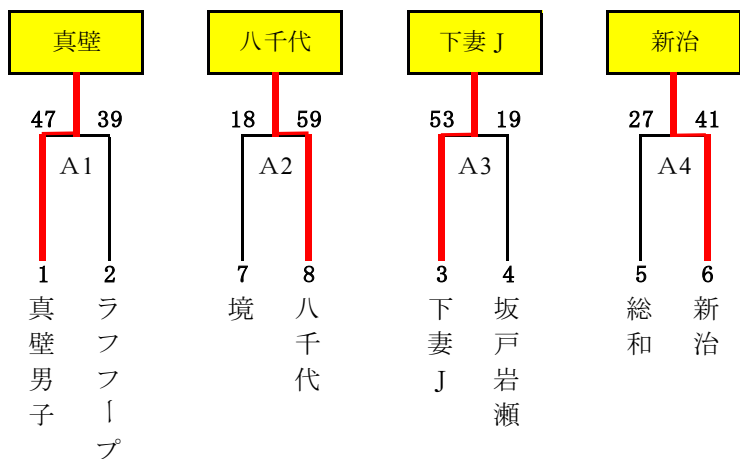 真壁
八千代
下妻J
新治
47 39
18 59
53 19
27 41
A1
A2
A3
A4
1 2
7 8
3 4
5 6
真壁男子
ラフフープ
境
八千代
下妻J
坂戸岩瀬
総和
新治